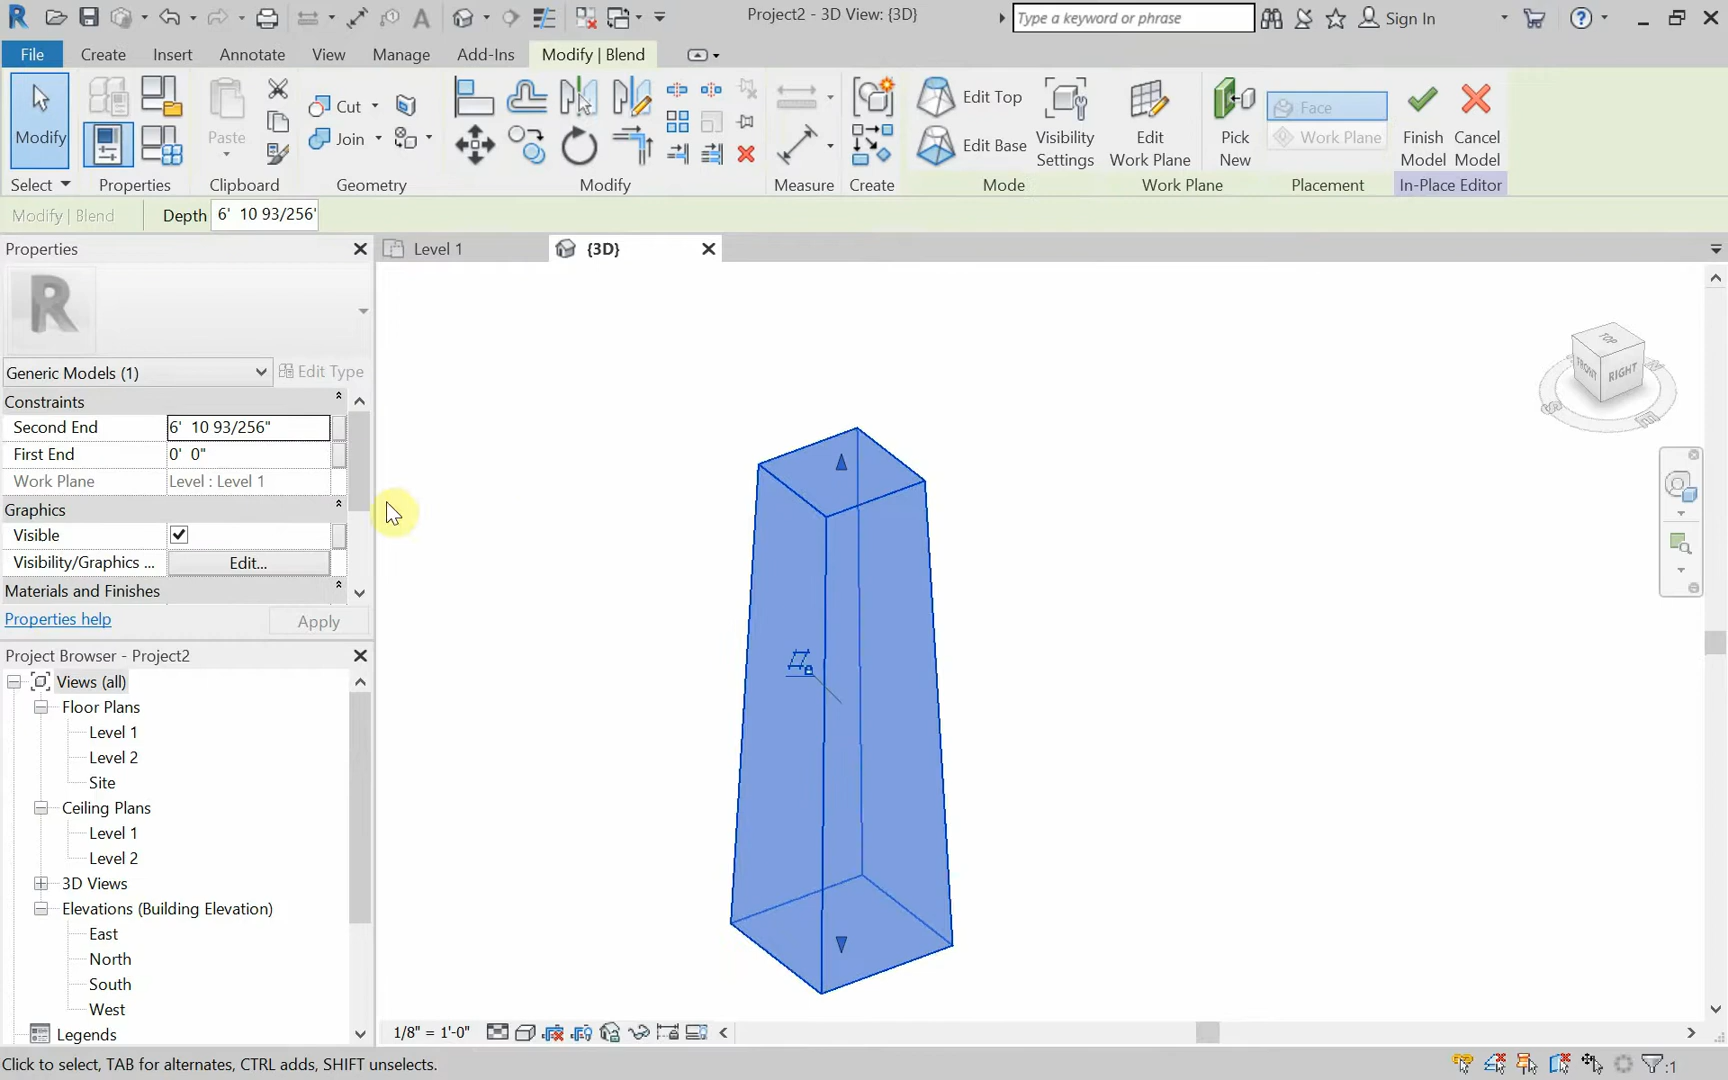 Project2 - 3D View: {3D}
Type a keyword or phrase
Sign In
File
Create
Insert
Annotate
View
Manage
Add-Ins
Modify | Blend
Modify
Paste
Cut
Join
Edit Top
Edit Base
Visibility
Settings
Edit
Work Plane
Pick
New
Face
Work Plane
Finish
Model
Cancel
Model
Select
Properties
Clipboard
Geometry
Modify
Measure
Create
Mode
Work Plane
Placement
In-Place Editor
Modify | Blend
Depth
6' 10 93/256'
Properties
Level 1
{3D}
R
Generic Models (1)
Edit Type
Constraints
Second End
6' 10 93/256"
First End
0' 0"
Work Plane
Level : Level 1
Graphics
Visible
Visibility/Graphics ...
Edit...
Materials and Finishes
Properties help
Apply
Project Browser - Project2
Views (all)
Floor Plans
Level 1
Level 2
Site
Ceiling Plans
Level 1
Level 2
3D Views
Elevations (Building Elevation)
East
North
South
West
Legends
TOP
FRONT
RIGHT
1/8" = 1'-0"
Click to select, TAB for alternates, CTRL adds, SHIFT unselects.
:1